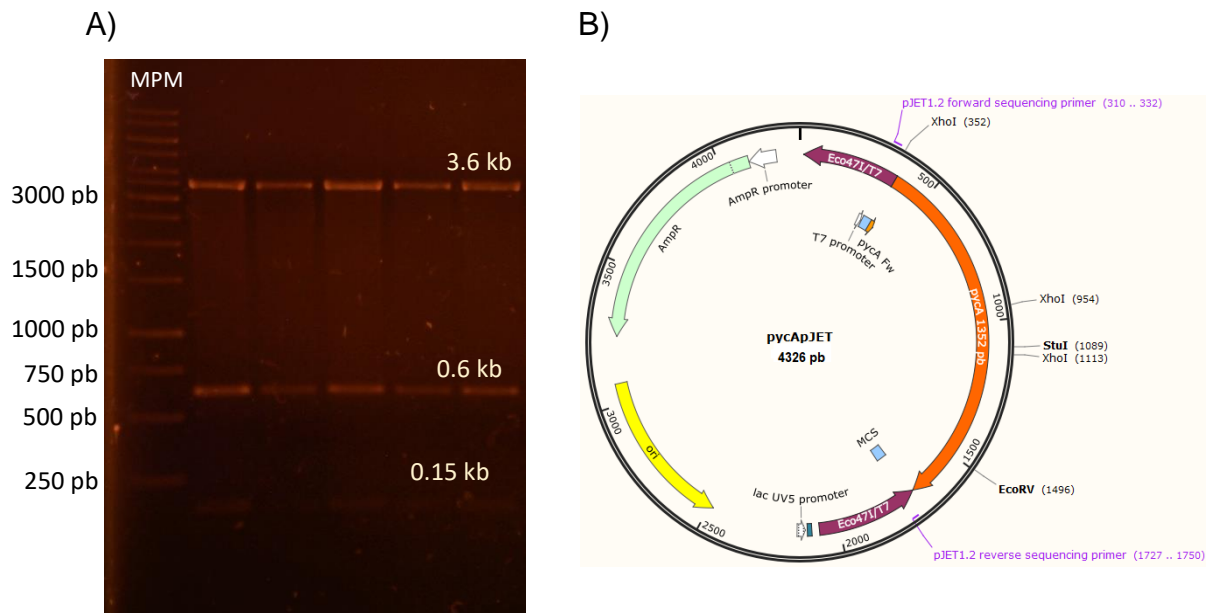 A)
MPM
3.6 kb
3000 pb
1500 pb
1000 pb
0.6 kb
750 pb
500 pb
0.15 kb
250 pb
B)
pJET1.2 forward sequencing primer (310 .. 332)
XhoI (352)
4000
Eco47I/T7
500
AmpR promoter
AmpR
T7 promoter
pycA Fw
3500
pycA 1352 pb
1000
XhoI (954)
pycApJET
4326 pb
StuI (1089)
XhoI (1113)
3000
ori
MCS
1500
EcoRV (1496)
lac UV5 promoter
2500
Eco47I/T7
2000
pJET1.2 reverse sequencing primer (1727 .. 1750)